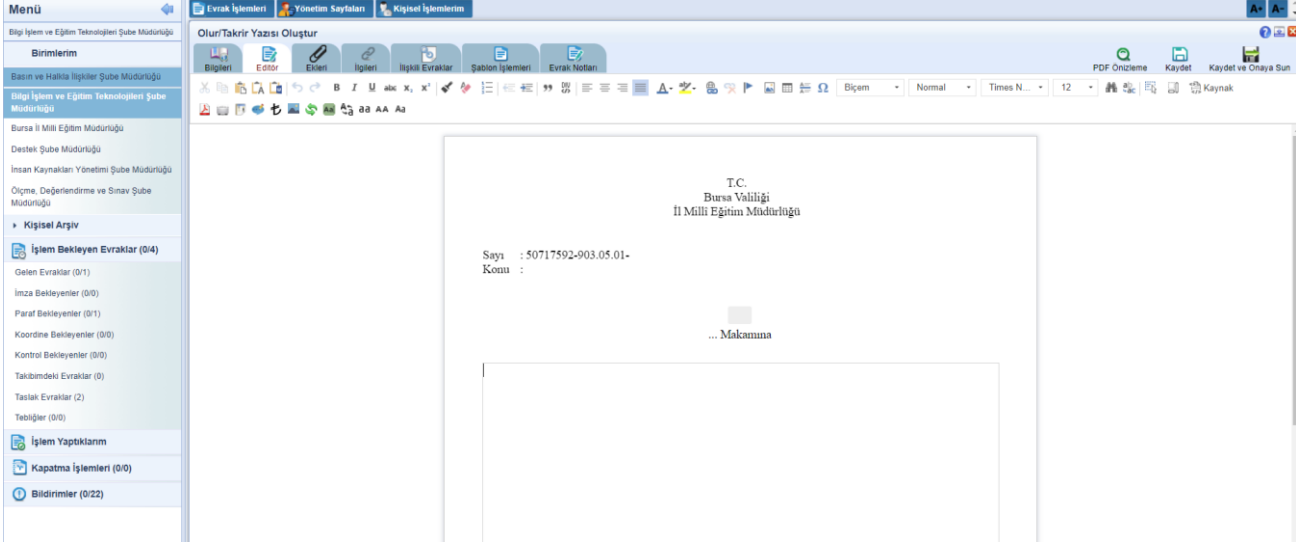 Menü
Bilgi İşlem ve Eğitim Teknolojileri Şube Müdürlüğü
Birimlerim
Basın ve Halkla İlişkiler Şube Müdürlüğü
Bilgi İşlem ve Eğitim Teknolojileri Şube
Müdürlüğü
Bursa İl Milli Eğitim Müdürlüğü
Destek Şube Müdürlüğü
İnsan Kaynakları Yönetimi Şube Müdürlüğü
Ölçme, Değerlendirme ve Sınav Şube
Müdürlüğü
Kişisel Arşiv
İşlem Bekleyen Evraklar (0/4)
Gelen Evraklar (0/1)
İmza Bekleyenler (0/0)
Paraf Bekleyenler (0/1)
Koordine Bekleyenler (0/0)
Kontrol Bekleyenler (0/0)
Takibimdeki Evraklar (0)
Taslak Evraklar (2)
Tebliğler (0/0)
İşlem Yaptıklarım
Kapatma İşlemleri (0/0)
Bildirimler (0/22)
Evrak İşlemleri Yönetim Sayfaları Kişisel İşlemlerim A+ A-
Olur/Takrir Yazısı Oluştur
Bilgileri Editör Ekleri İlgileri İlişkili Evraklar Şablon İşlemleri Evrak Notları PDF Önizleme Kaydet Kaydet ve Onaya Sun
B I U abc x, x' A Ω Biçem Normal Times N... 12 Kaynak
aa AA Aa
T.C.
Bursa Valiliği
İl Millî Eğitim Müdürlüğü
Sayı : 50717592-903.05.01-
Konu :
... Makamına